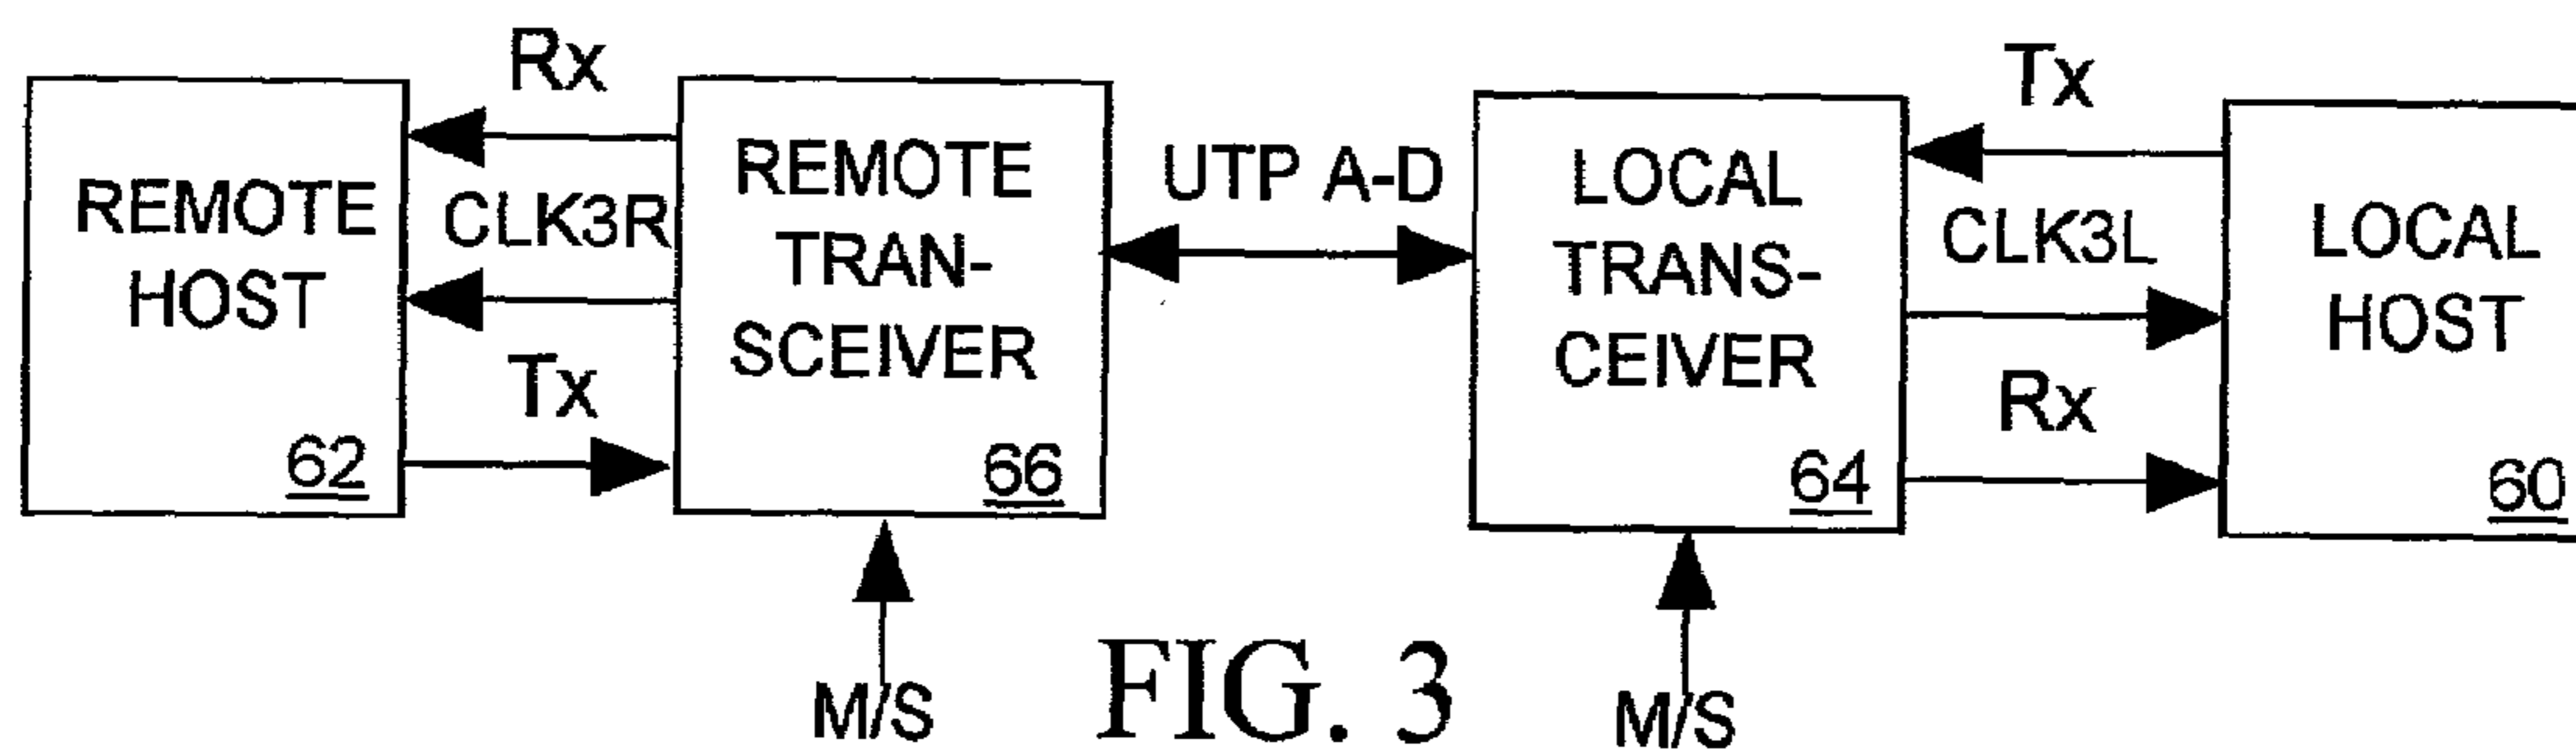 Rx
Tx
REMOTE
HOST
62
CLK3R
Tx
REMOTE
TRAN-
SCEIVER
66
UTP A-D
LOCAL
TRANS-
CEIVER
64
CLK3L
Rx
LOCAL
HOST
60
M/S
FIG. 3
M/S